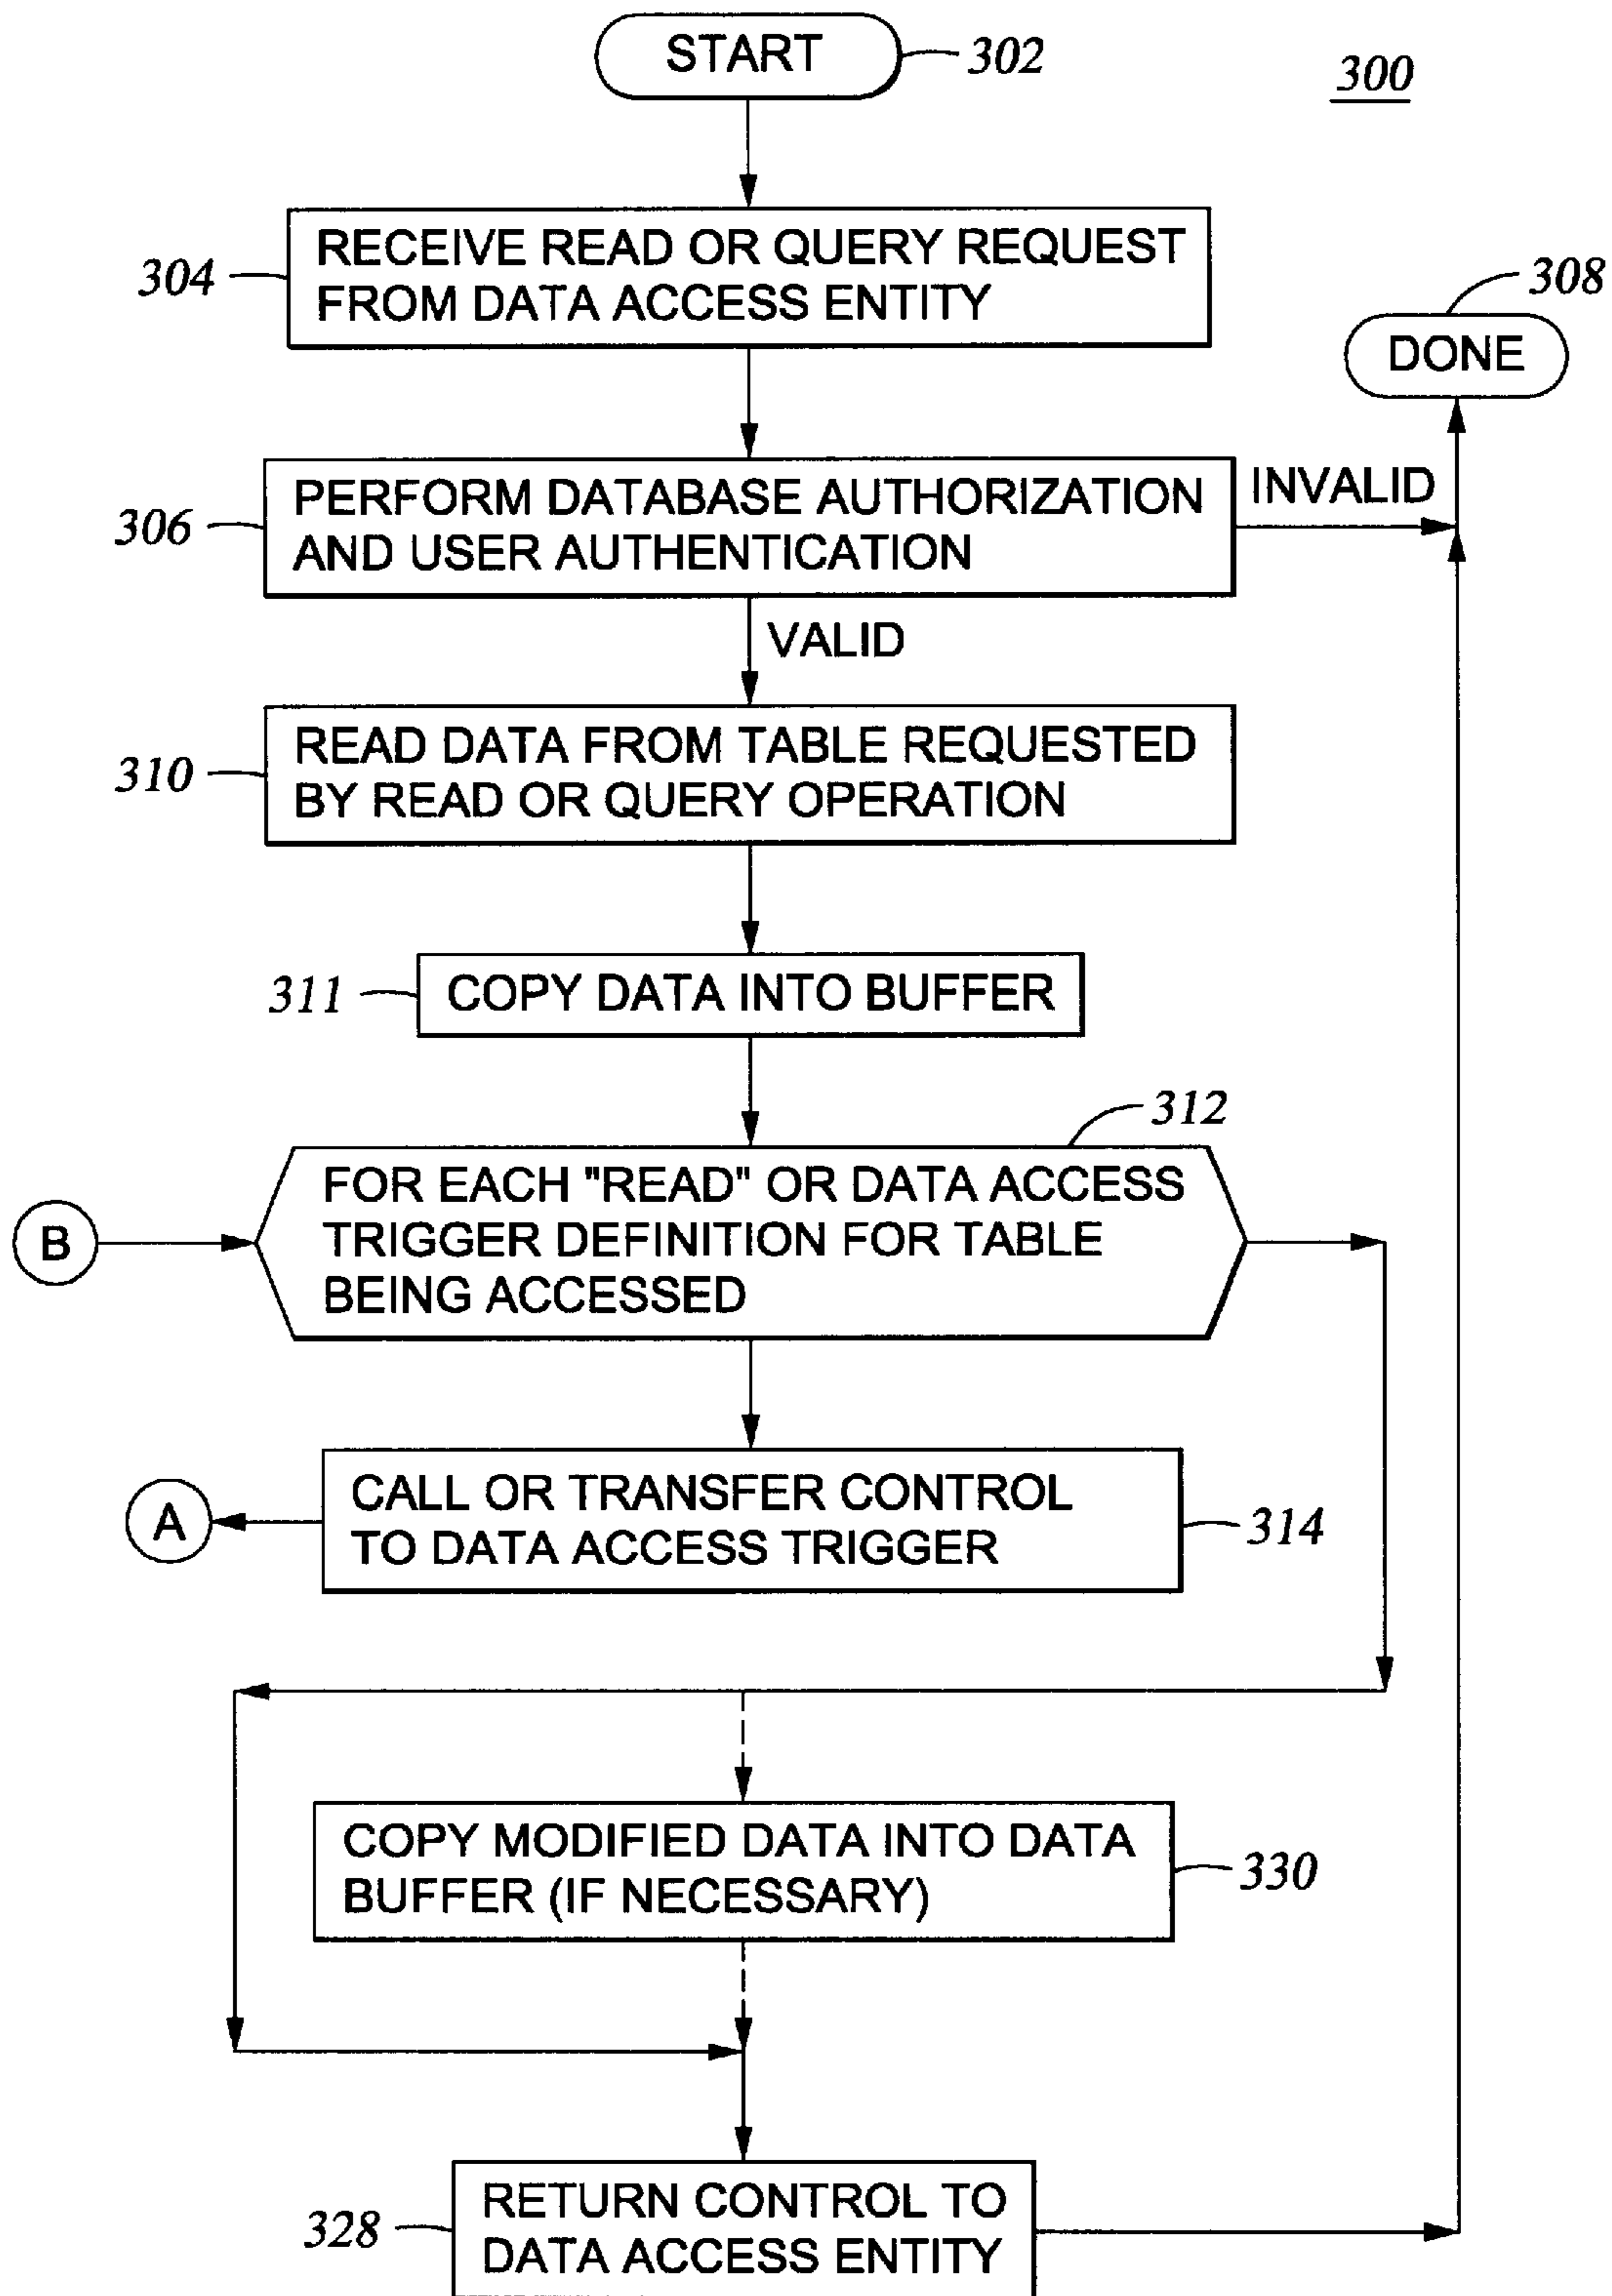 START
302
300
RECEIVE READ OR QUERY REQUEST
FROM DATA ACCESS ENTITY
304
308
DONE
PERFORM DATABASE AUTHORIZATION
AND USER AUTHENTICATION
306
INVALID
VALID
READ DATA FROM TABLE REQUESTED
BY READ OR QUERY OPERATION
310
COPY DATA INTO BUFFER
311
312
FOR EACH "READ" OR DATA ACCESS
TRIGGER DEFINITION FOR TABLE
BEING ACCESSED
B
CALL OR TRANSFER CONTROL
TO DATA ACCESS TRIGGER
A
314
COPY MODIFIED DATA INTO DATA
BUFFER (IF NECESSARY)
330
RETURN CONTROL TO
DATA ACCESS ENTITY
328